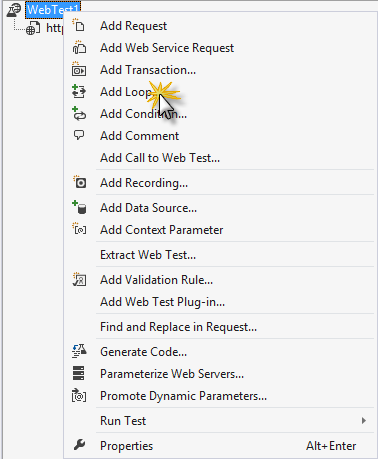 WebTest1
Add Request
htt
Add Web Service Request
Add Transaction...
Add Loop
Add Condition...
Add Comment
Add Call to Web Test...
Add Recording...
Add Data Source...
Add Context Parameter
Extract Web Test...
Add Validation Rule...
Add Web Test Plug-in...
Find and Replace in Request...
Generate Code...
Parameterize Web Servers...
Promote Dynamic Parameters...
Run Test
Properties Alt+Enter